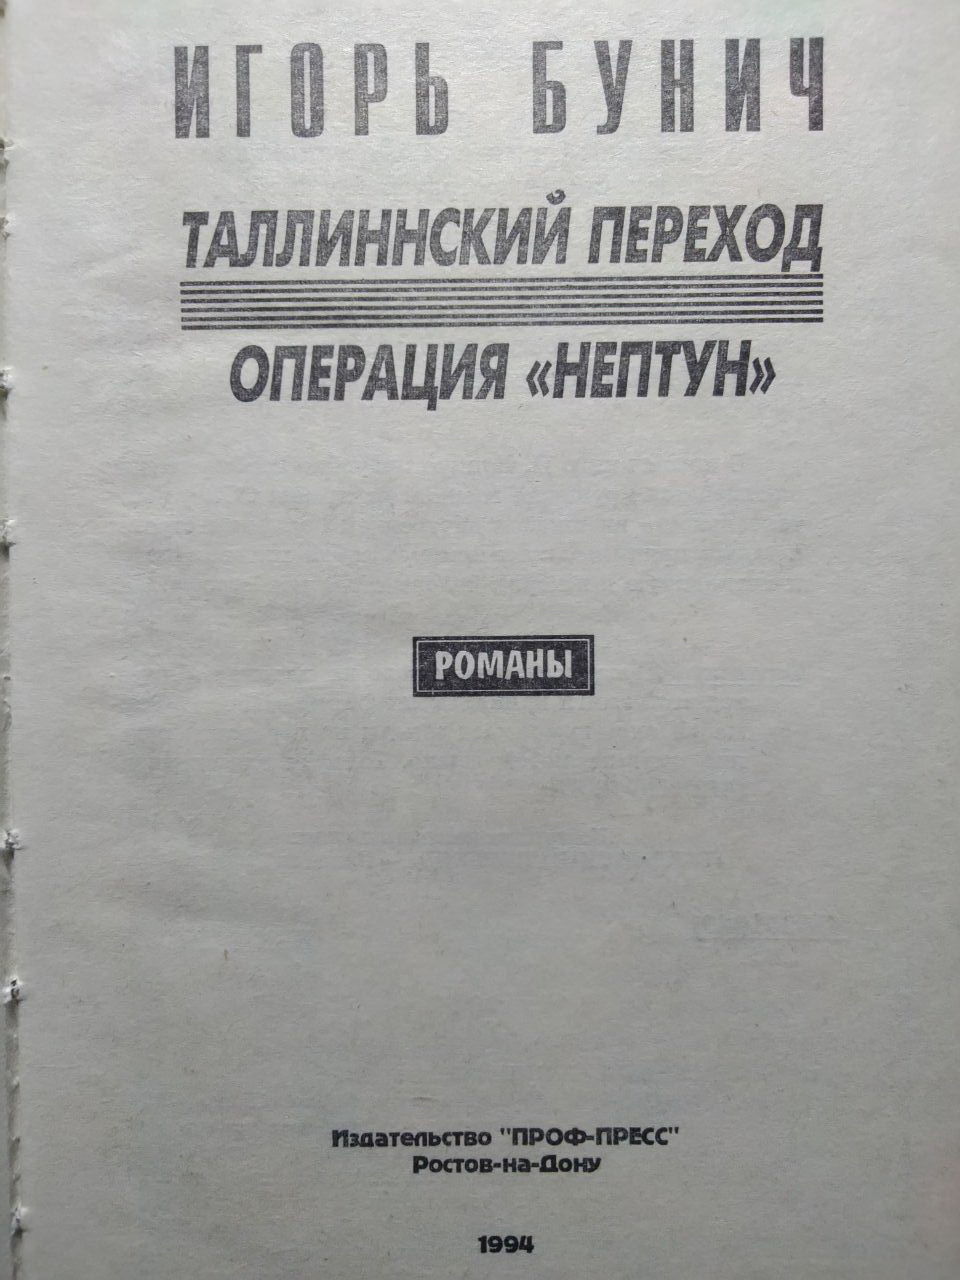 ИГОРЬ БУНИЧ
ТАЛЛИННСКИЙ ПЕРЕХОД
ОПЕРАЦИЯ «НЕПТУН»
РОМАНЫ
Издательство "ПРОФ-ПРЕСС"
Ростов-на-Дону
1994